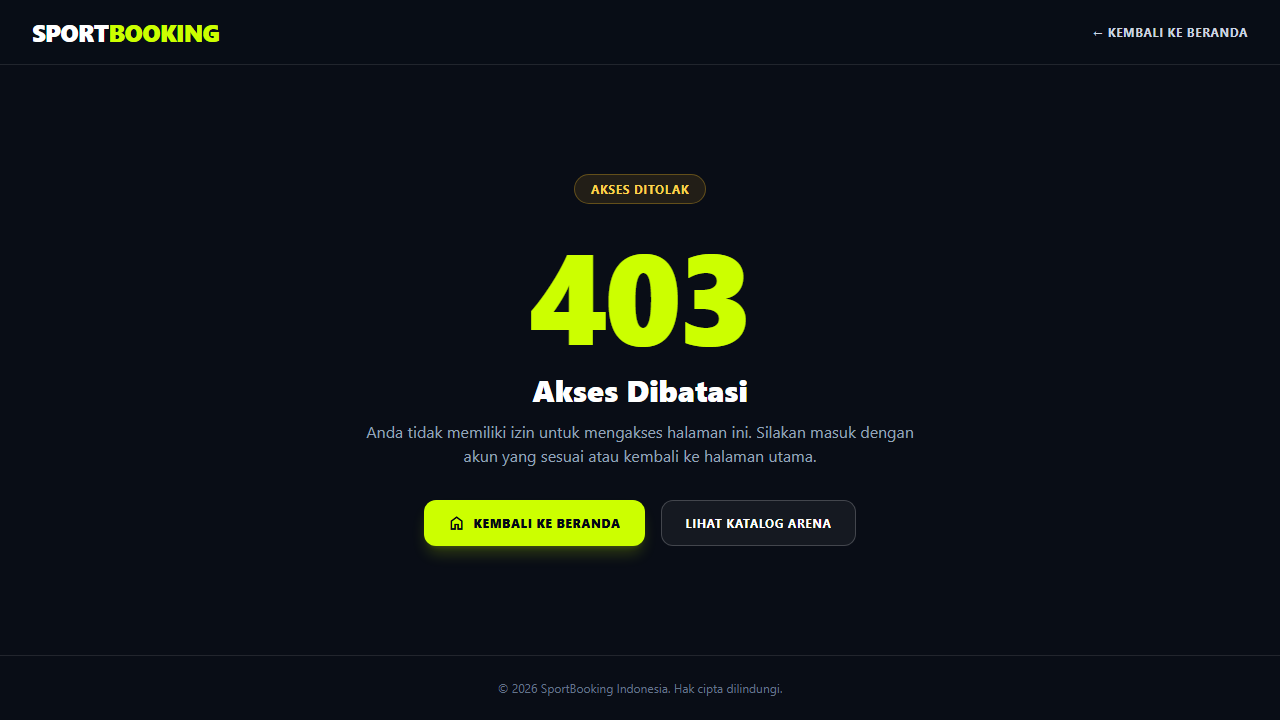 SPORTBOOKING
← KEMBALI KE BERANDA
AKSES DITOLAK
403
Akses Dibatasi
Anda tidak memiliki izin untuk mengakses halaman ini. Silakan masuk dengan
akun yang sesuai atau kembali ke halaman utama.
KEMBALI KE BERANDA
LIHAT KATALOG ARENA
© 2026 SportBooking Indonesia. Hak cipta dilindungi.